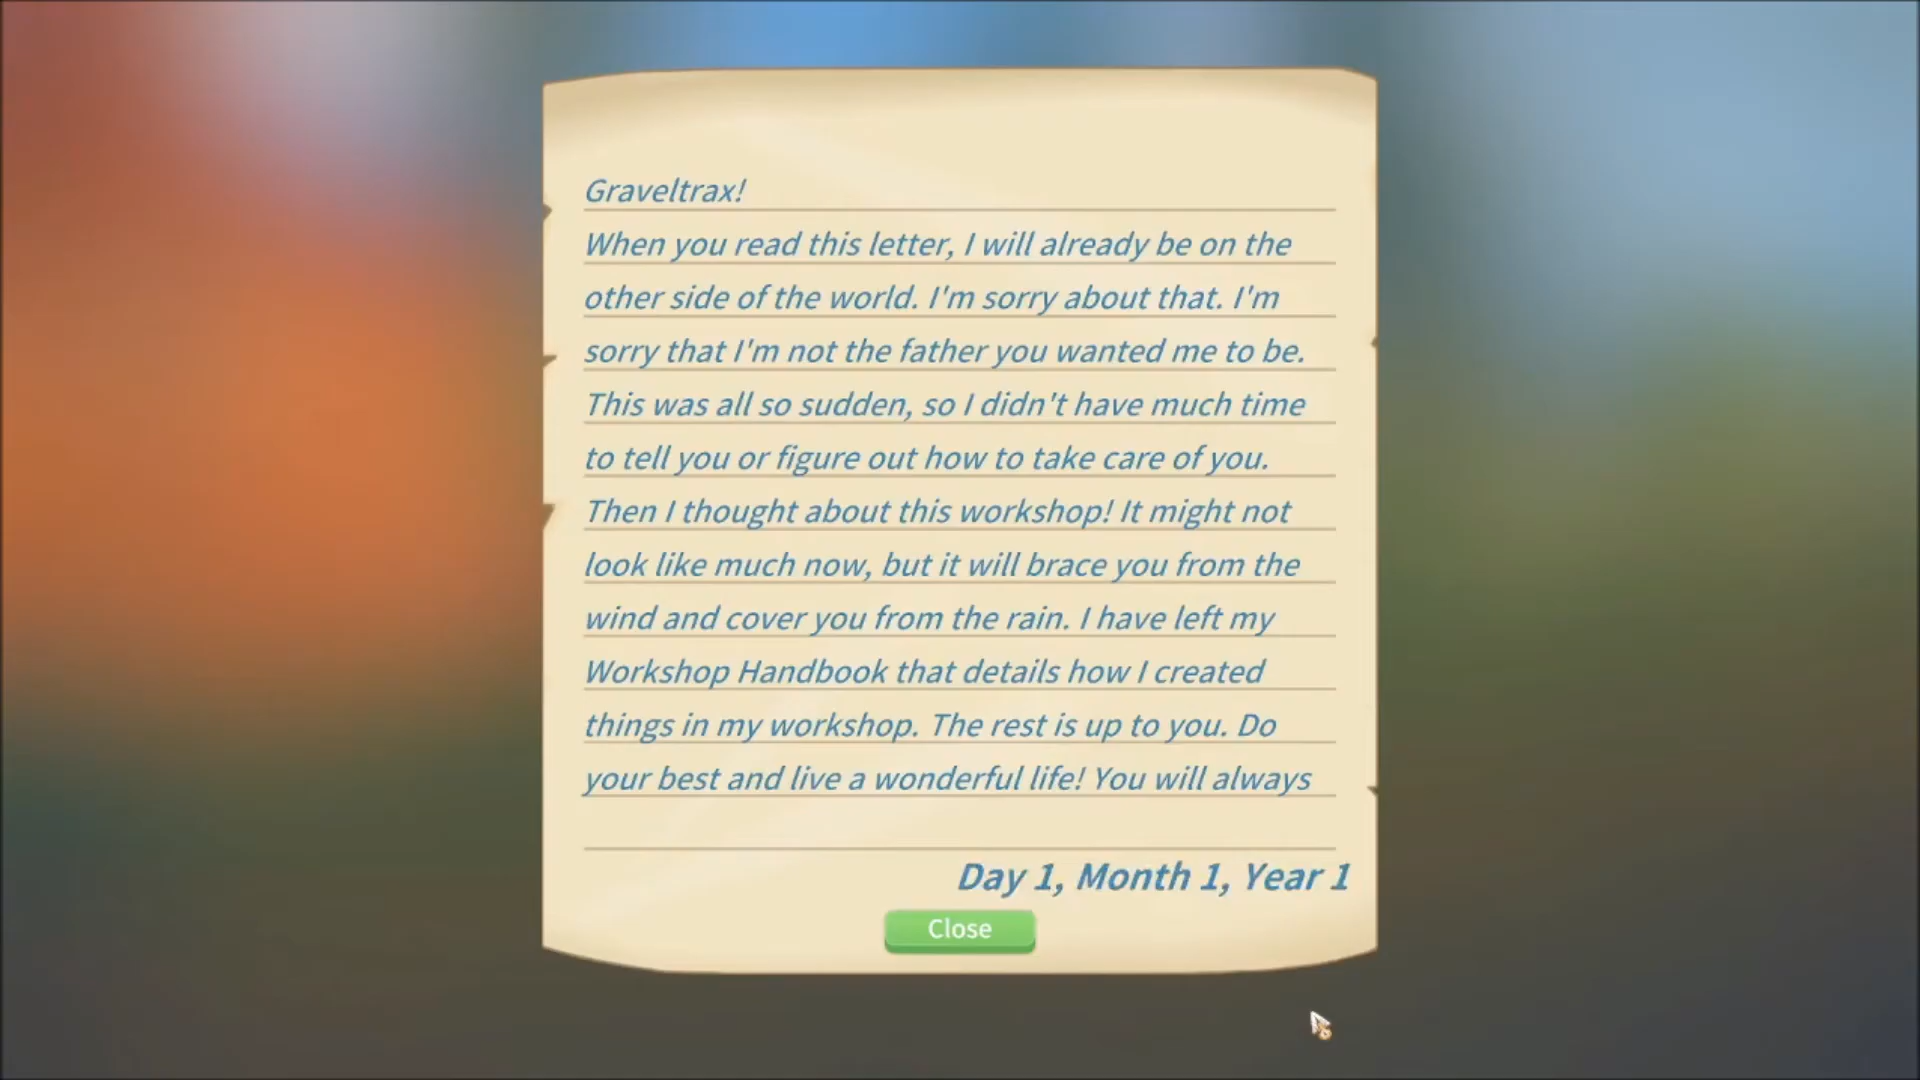 Graveltrax!
When you read this letter, I will already be on the
other side of the world. I'm sorry about that. I'm
sorry that I'm not the father you wanted me to be.
This was all so sudden, so I didn't have much time
to tell you or figure out how to take care of you.
Then I thought about this workshop! It might not
look like much now, but it will brace you from the
wind and cover you from the rain. I have left my
Workshop Handbook that details how I created
things in my workshop. The rest is up to you. Do
your best and live a wonderful life! You will always
Day 1, Month 1, Year 1
Close